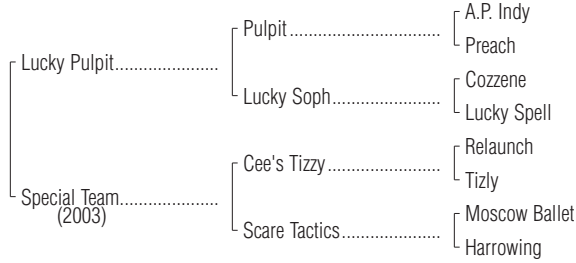 A.P. Indy
Pulpit
Preach
Lucky Pulpit
Cozzene
Lucky Soph
Lucky Spell
Relaunch
Cee's Tizzy
Tizly
Special Team
(2003)
Moscow Ballet
Scare Tactics
Harrowing